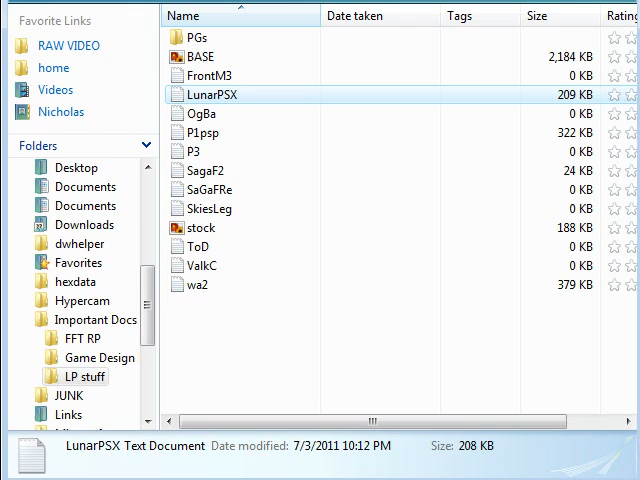 Favorite Links
RAW VIDEO
home
Videos
Nicholas
Folders
Desktop
Documents
Documents
Downloads
dwhelper
Favorites
hexdata
Hypercam
Important Docs
FFT RP
Game Design
LP stuff
JUNK
Links
Name Date taken Tags Size Rating
PGs
BASE 2,184 KB
FrontM3 0 KB
LunarPSX 209 KB
OgBa 0 KB
P1psp 322 KB
P3 0 KB
SagaF2 24 KB
SaGaFRe 0 KB
SkiesLeg 0 KB
stock 188 KB
ToD 0 KB
ValkC 0 KB
wa2 379 KB
LunarPSX Text Document Date modified: 7/3/2011 10:12 PM Size: 208 KB